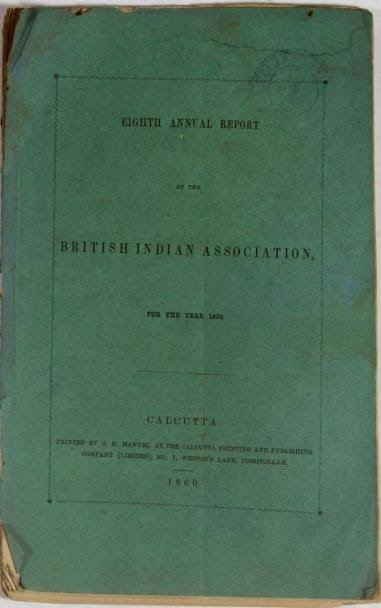 EIGHTH ANNUAL REPORT
OF THE
BRITISH INDIAN ASSOCIATION,
FOR THE YEAR 1859.
CALCUTTA:
PRINTED BY C. H. MANUEL AT THE CALCUTTA PRINTING AND PUBLISHING
COMPANY (LIMITED), NO. 1, WESTON'S LANE, COSSITOLLAH.
1860.